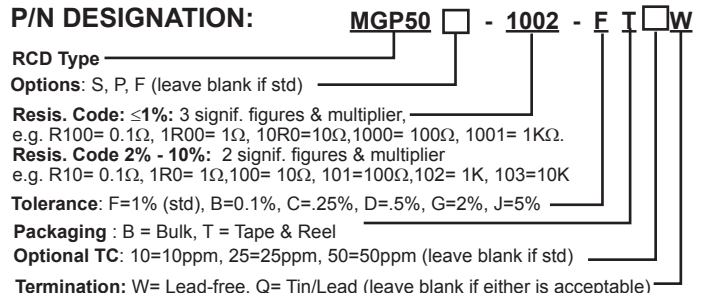 P/N DESIGNATION: MGP50 □ - 1002 - F T □ W
RCD Type
Options: S, P, F (leave blank if std)
Resis. Code: ≤1%: 3 signif. figures & multiplier,
e.g. R100= 0.1Ω, 1R00= 1Ω, 10R0=10Ω,1000= 100Ω, 1001= 1KΩ.
Resis. Code 2% - 10%: 2 signif. figures & multiplier
e.g. R10= 0.1Ω, 1R0= 1Ω,100= 10Ω, 101=100Ω,102= 1K, 103=10K
Tolerance: F=1% (std), B=0.1%, C=.25%, D=.5%, G=2%, J=5%
Packaging : B = Bulk, T = Tape & Reel
Optional TC: 10=10ppm, 25=25ppm, 50=50ppm (leave blank if std)
Termination: W= Lead-free, Q= Tin/Lead (leave blank if either is acceptable)